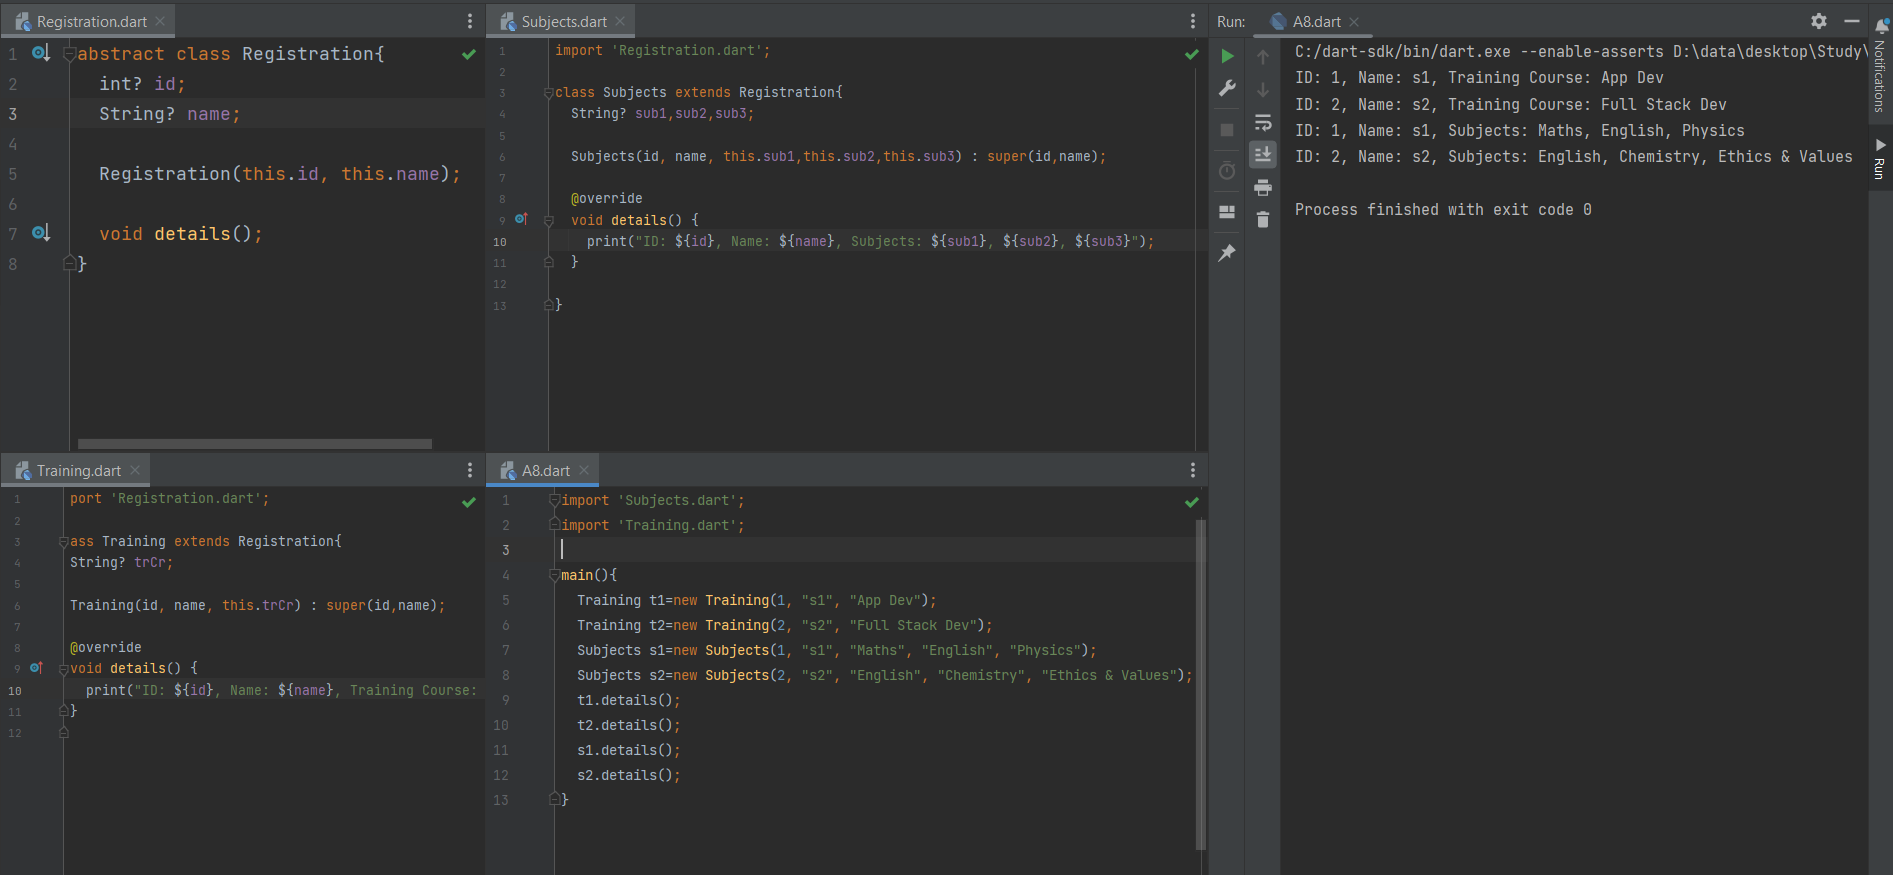 Registration.dart
1 abstract class Registration{
2 int? id;
3 String? name;
4
5 Registration(this.id, this.name);
6
7 void details();
8 }
Subjects.dart
1 import 'Registration.dart';
2
3 class Subjects extends Registration{
4 String? sub1,sub2,sub3;
5
6 Subjects(id, name, this.sub1,this.sub2,this.sub3) : super(id,name);
7
8 @override
9 void details() {
10 print("ID: ${id}, Name: ${name}, Subjects: ${sub1}, ${sub2}, ${sub3}");
11 }
12
13 }
Training.dart
1 port 'Registration.dart';
2
3 ass Training extends Registration{
4 String? trCr;
5
6 Training(id, name, this.trCr) : super(id,name);
7
8 @override
9 void details() {
10 print("ID: ${id}, Name: ${name}, Training Course:
11 }
12
A8.dart
1 import 'Subjects.dart';
2 import 'Training.dart';
3
4 main(){
5 Training t1=new Training(1, "s1", "App Dev");
6 Training t2=new Training(2, "s2", "Full Stack Dev");
7 Subjects s1=new Subjects(1, "s1", "Maths", "English", "Physics");
8 Subjects s2=new Subjects(2, "s2", "English", "Chemistry", "Ethics & Values");
9 t1.details();
10 t2.details();
11 s1.details();
12 s2.details();
13 }
Run: A8.dart
C:/dart-sdk/bin/dart.exe --enable-asserts D:\data\desktop\Study\
ID: 1, Name: s1, Training Course: App Dev
ID: 2, Name: s2, Training Course: Full Stack Dev
ID: 1, Name: s1, Subjects: Maths, English, Physics
ID: 2, Name: s2, Subjects: English, Chemistry, Ethics & Values

Process finished with exit code 0
Notifications
Run